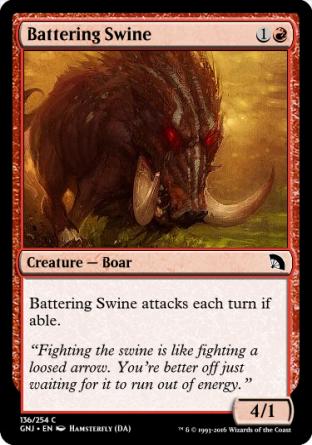 Battering Swine 1
Creature — Boar
Battering Swine attacks each turn if
able.
“Fighting the swine is like fighting a
loosed arrow. You're better off just
waiting for it to run out of energy.”
4/1
136/254 C
GNJ • EN HAMSTERFLY (DA)
™ & © 1993-2016 Wizards of the Coast